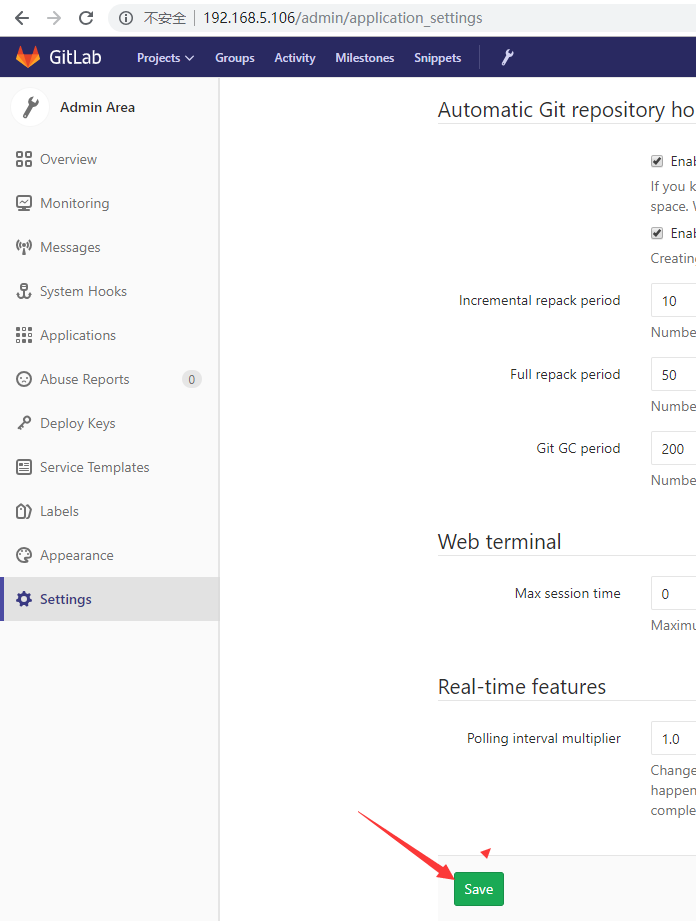 不安全 192.168.5.106/admin/application_settings
GitLab Projects Groups Activity Milestones Snippets
Admin Area
Overview
Monitoring
Messages
System Hooks
Applications
Abuse Reports 0
Deploy Keys
Service Templates
Labels
Appearance
Settings
Automatic Git repository ho
Enab
If you k
space. W
Enab
Creatin
Incremental repack period 10
Numbe
Full repack period 50
Numbe
Git GC period 200
Numbe
Web terminal
Max session time 0
Maximu
Real-time features
Polling interval multiplier 1.0
Change
happen
comple
Save